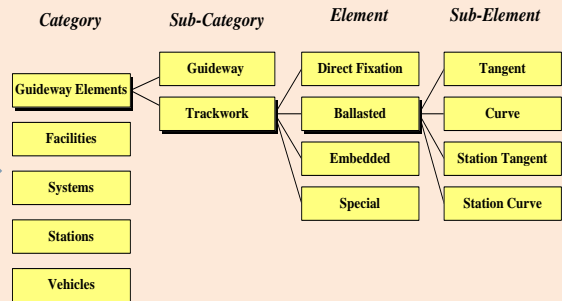 Category
Sub-Category
Element
Sub-Element
Guideway Elements
Facilities
Systems
Stations
Vehicles
Guideway
Trackwork
Direct Fixation
Ballasted
Embedded
Special
Tangent
Curve
Station Tangent
Station Curve